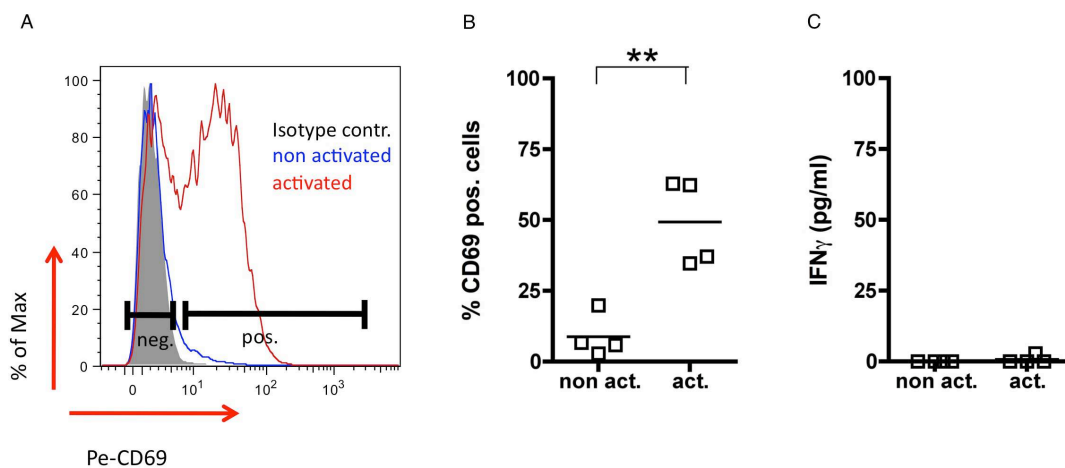 A
% of Max
100
80
60
40
20
0
Isotype contr.
non activated
activated
neg.
pos.
0
10¹
10²
10³
Pe-CD69
B
**
% CD69 pos. cells
100
75
50
25
0
non act.
act.
C
IFNγ (pg/ml)
100
75
50
25
0
non act.
act.